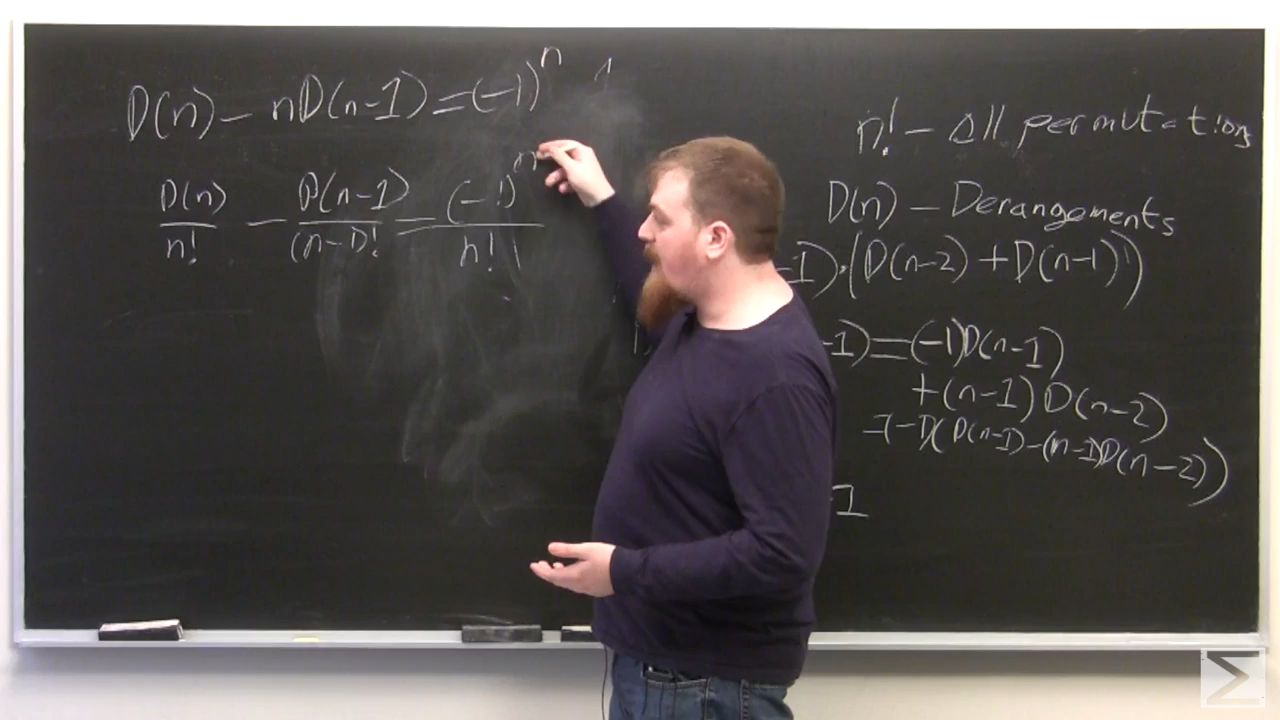 D(n) - nD(n-1) = (-1)^n
D(n)/n! - D(n-1)/(n-1)! = (-1)^n/n!
n! - All permutations
D(n) - Derangements
-1)·(D(n-2) + D(n-1))
-1) = (-1)D(n-1)
+(n-1) D(n-2)
=(-1)(D(n-1)-(n-1)D(n-2))
1
Σ